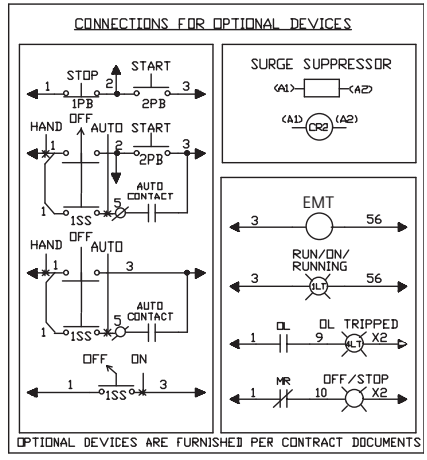 CONNECTIONS FOR OPTIONAL DEVICES
1 STOP 2 START 3
1PB 2PB
OFF
HAND AUTO START
1 2 3
2PB
AUTO
CONTACT
1 1SS 5
OFF
HAND AUTO
1 3
AUTO
CONTACT
1 1SS 5
OFF ON
1 1SS 3
SURGE SUPPRESSOR
(A1) (A2)
(A1) CR2 (A2)
EMT
3 56
RUN/ON/
RUNNING
3 1LT 56
OL OL TRIPPED
1 9 4LT X2
MR OFF/STOP
1 10 X2
OPTIONAL DEVICES ARE FURNISHED PER CONTRACT DOCUMENTS